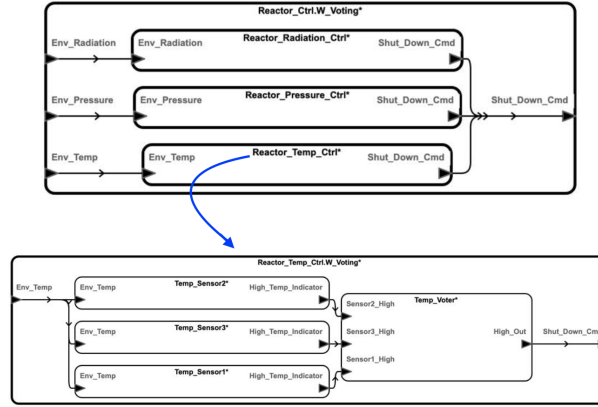 Reactor_Ctrl.W_Voting*
Env_Radiation Env_Radiation Reactor_Radiation_Ctrl* Shut_Down_Cmd
Env_Pressure Env_Pressure Reactor_Pressure_Ctrl* Shut_Down_Cmd Shut_Down_Cmd
Env_Temp Env_Temp Reactor_Temp_Ctrl* Shut_Down_Cmd
Reactor_Temp_Ctrl.W_Voting*
Env_Temp Env_Temp Temp_Sensor2* High_Temp_Indicator
Sensor2_High Temp_Voter*
Env_Temp Temp_Sensor3* High_Temp_Indicator Sensor3_High High_Out Shut_Down_Cm
Sensor1_High
Env_Temp Temp_Sensor1* High_Temp_Indicator